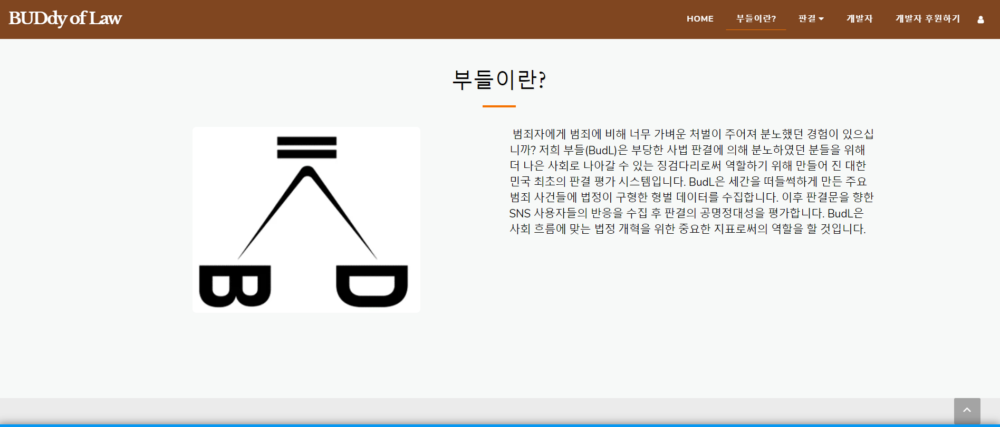 BUDdy of Law
HOME
부들이란?
판결
개발자
개발자 후원하기
부들이란?
범죄자에게 범죄에 비해 너무 가벼운 처벌이 주어져 분노했던 경험이 있으십
니까? 저희 부들(BudL)은 부당한 사법 판결에 의해 분노하였던 분들을 위해
더 나은 사회로 나아갈 수 있는 징검다리로써 역할하기 위해 만들어 진 대한
민국 최초의 판결 평가 시스템입니다. BudL은 세간을 떠들썩하게 만든 주요
범죄 사건들에 법정이 구형한 형벌 데이터를 수집합니다. 이후 판결문을 향한
SNS 사용자들의 반응을 수집 후 판결의 공명정대성을 평가합니다. BudL은
사회 흐름에 맞는 법정 개혁을 위한 중요한 지표로써의 역할을 할 것입니다.
B D